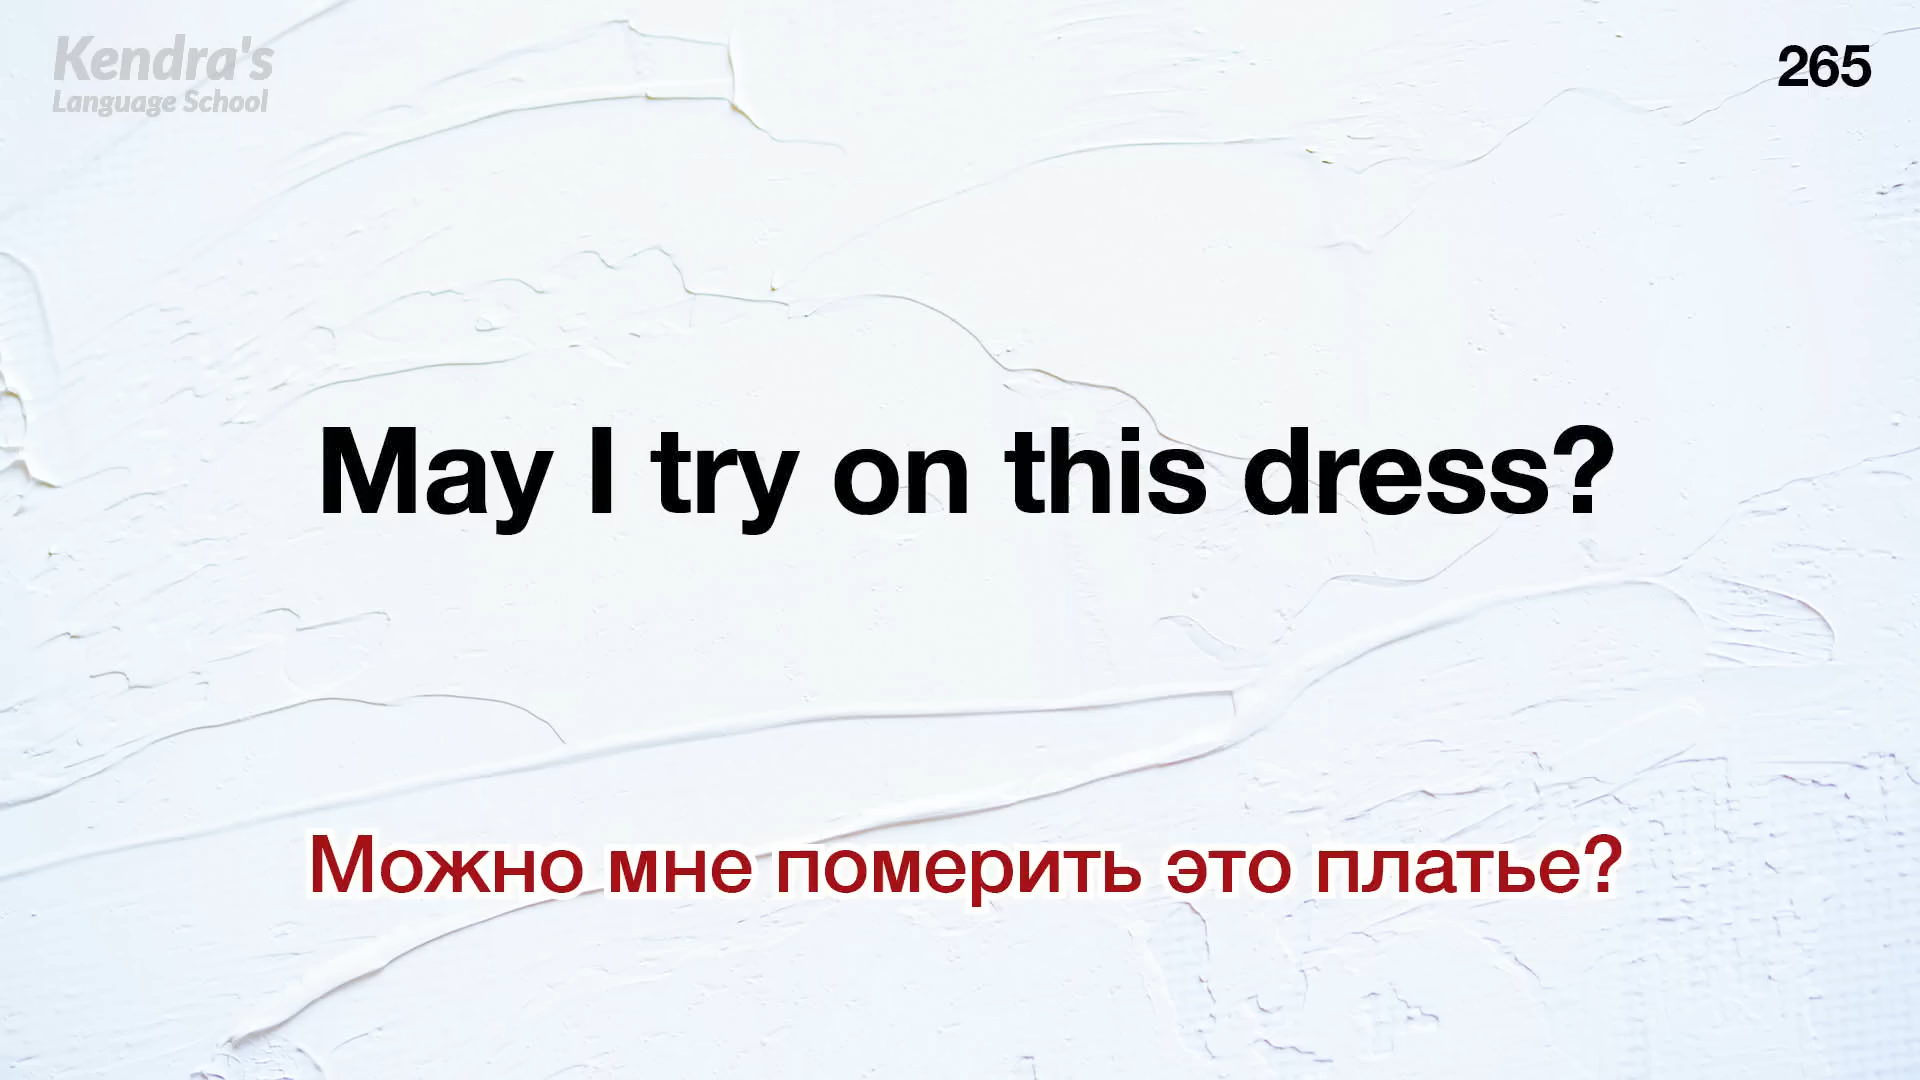 Kendra's
Language School
265
May I try on this dress?
Можно мне померить это платье?